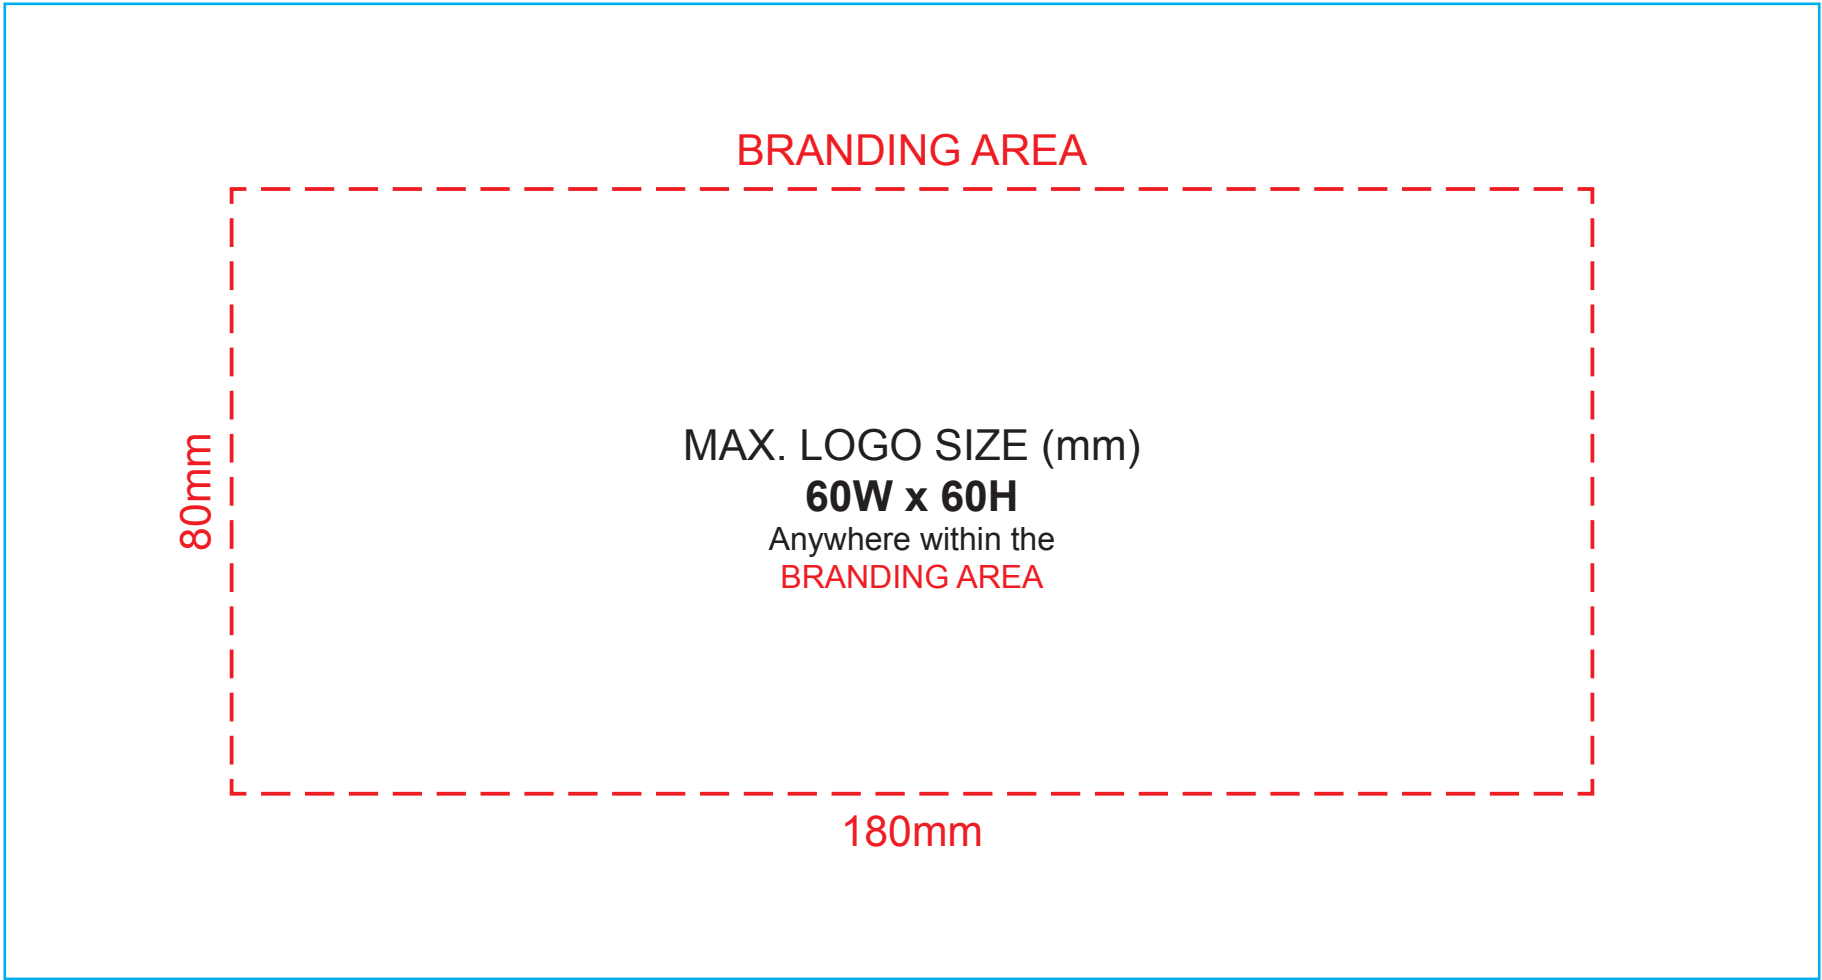 BRANDING AREA
80mm
MAX. LOGO SIZE (mm)
60W x 60H
Anywhere within the
BRANDING AREA
180mm